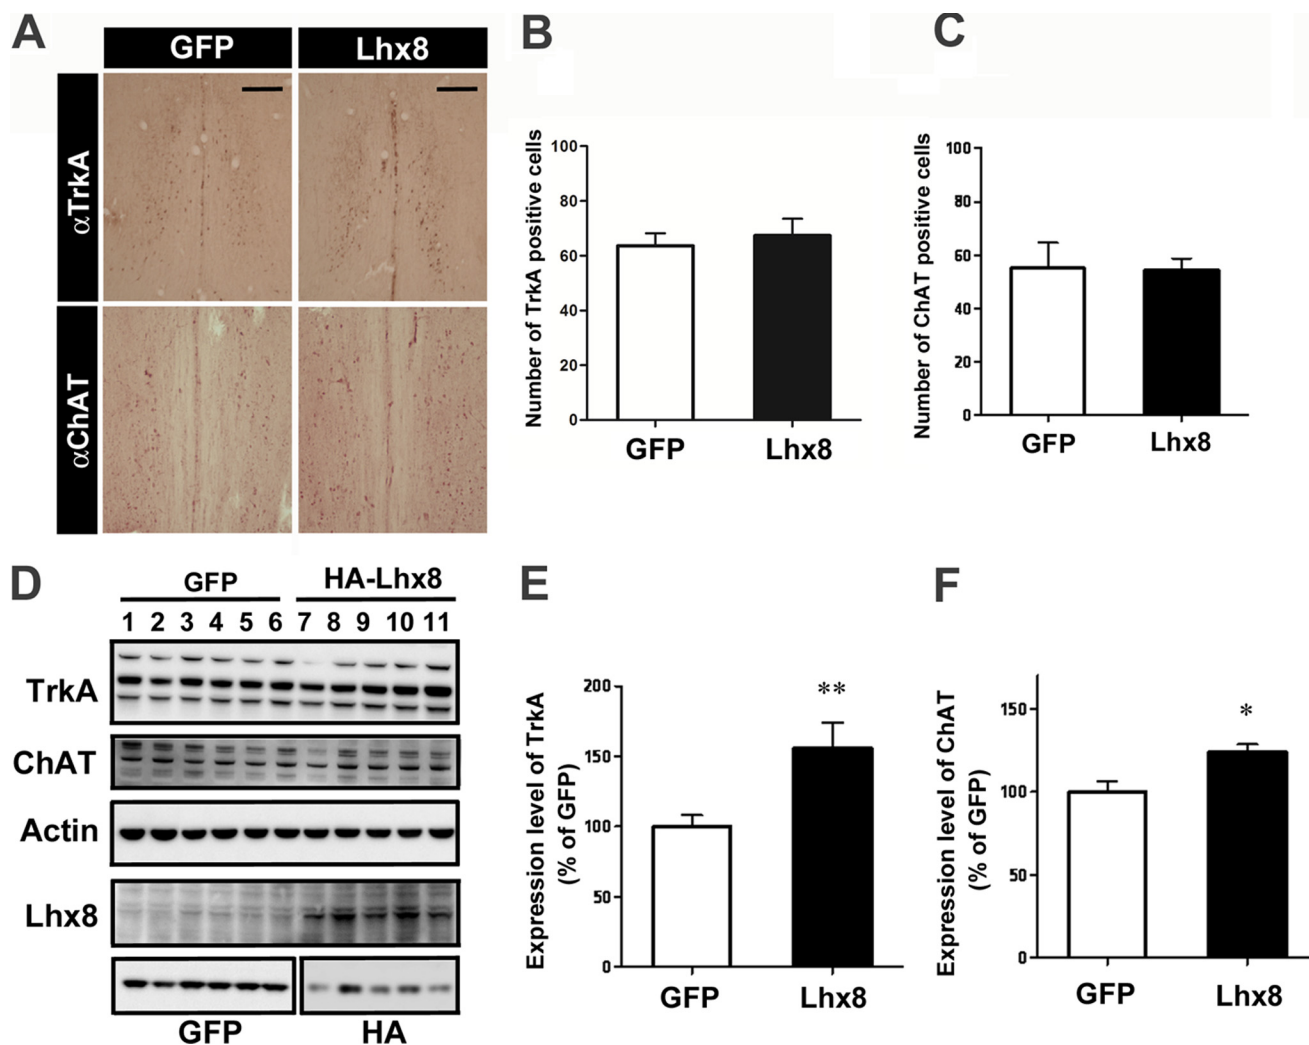 A
GFP
Lhx8
αTrkA
αChAT
B
Number of TrkA positive cells
100
80
60
40
20
0
GFP
Lhx8
C
Number of ChAT positive cells
100
80
60
40
20
0
GFP
Lhx8
D
GFP
HA-Lhx8
1 2 3 4 5 6 7 8 9 10 11
TrkA
ChAT
Actin
Lhx8
GFP
HA
E
Expression level of TrkA
(% of GFP)
200
150
100
50
0
**
GFP
Lhx8
F
Expression level of ChAT
(% of GFP)
150
100
50
0
*
GFP
Lhx8